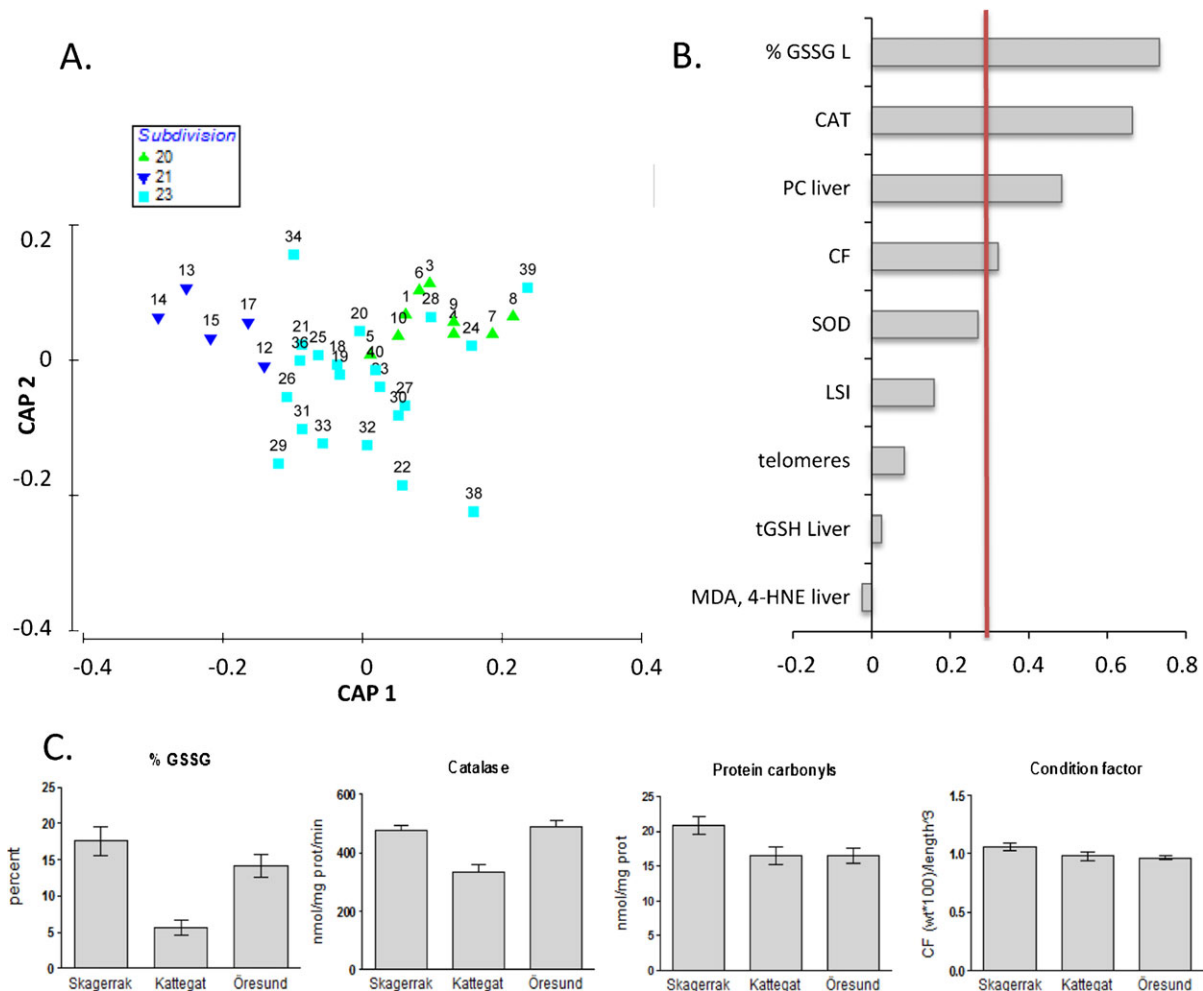 A.
Subdivision
20
21
23
CAP 2
0.2
0
-0.2
-0.4
34
13
14
15
17
12
21
36
25
18
19
20
26
31
29
33
32
5
40
10
1
6
3
28
9
4
24
7
8
39
27
30
22
38
-0.4
-0.2
0
0.2
0.4
CAP 1
B.
% GSSG L
CAT
PC liver
CF
SOD
LSI
telomeres
tGSH Liver
MDA, 4-HNE liver
-0.2
0
0.2
0.4
0.6
0.8
C.
% GSSG
percent
25
20
15
10
5
0
Skagerrak Kattegat Öresund
Catalase
nmol/mg prot/min
600
400
200
0
Skagerrak Kattegat Öresund
Protein carbonyls
nmol/mg prot
25
20
15
10
5
0
Skagerrak Kattegat Öresund
Condition factor
CF (wt*100)/length^3
1.5
1.0
0.5
0.0
Skagerrak Kattegat Öresund